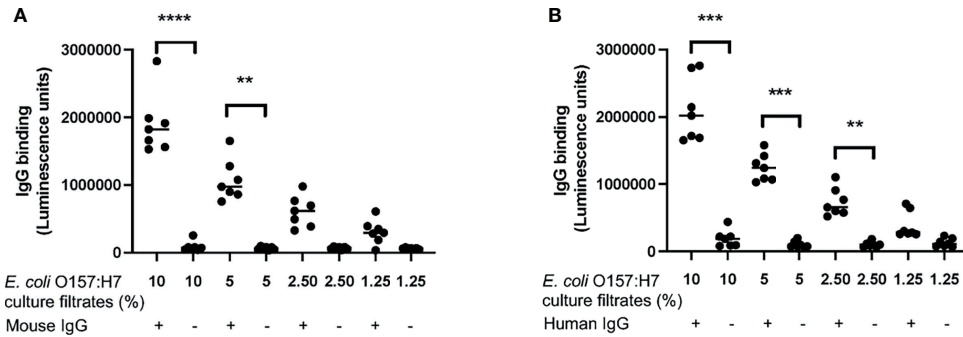 A
****
**
3000000
2000000
1000000
0
IgG binding
(Luminescence units)
E. coli O157:H7 10 10 5 5 2.50 2.50 1.25 1.25
culture filtrates (%)
Mouse IgG + - + - + - + -
B
***
***
**
3000000
2000000
1000000
0
IgG binding
(Luminescence units)
E. coli O157:H7 10 10 5 5 2.50 2.50 1.25 1.25
culture filtrates (%)
Human IgG + - + - + - + -